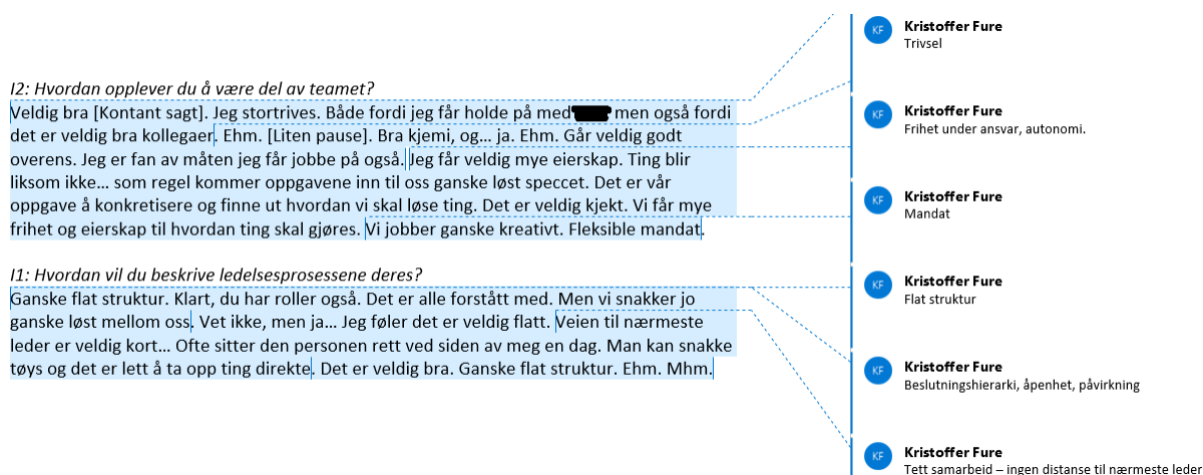 I2: Hvordan opplever du å være del av teamet?
Veldig bra [Kontant sagt]. Jeg stortrives. Både fordi jeg får holde på med men også fordi
det er veldig bra kollegaer. Ehm. [Liten pause]. Bra kjemi, og… ja. Ehm. Går veldig godt
overens. Jeg er fan av måten jeg får jobbe på også. Jeg får veldig mye eierskap. Ting blir
liksom ikke… som regel kommer oppgavene inn til oss ganske løst speccet. Det er vår
oppgave å konkretisere og finne ut hvordan vi skal løse ting. Det er veldig kjekt. Vi får mye
frihet og eierskap til hvordan ting skal gjøres. Vi jobber ganske kreativt. Fleksible mandat.
I1: Hvordan vil du beskrive ledelsesprosessene deres?
Ganske flat struktur. Klart, du har roller også. Det er alle forstått med. Men vi snakker jo
ganske løst mellom oss. Vet ikke, men ja… Jeg føler det er veldig flatt. Veien til nærmeste
leder er veldig kort… Ofte sitter den personen rett ved siden av meg en dag. Man kan snakke
tøys og det er lett å ta opp ting direkte. Det er veldig bra. Ganske flat struktur. Ehm. Mhm.
KF Kristoffer Fure
Trivsel
KF Kristoffer Fure
Frihet under ansvar, autonomi.
KF Kristoffer Fure
Mandat
KF Kristoffer Fure
Flat struktur
KF Kristoffer Fure
Beslutningshierarki, åpenhet, påvirkning
KF Kristoffer Fure
Tett samarbeid – ingen distanse til nærmeste leder